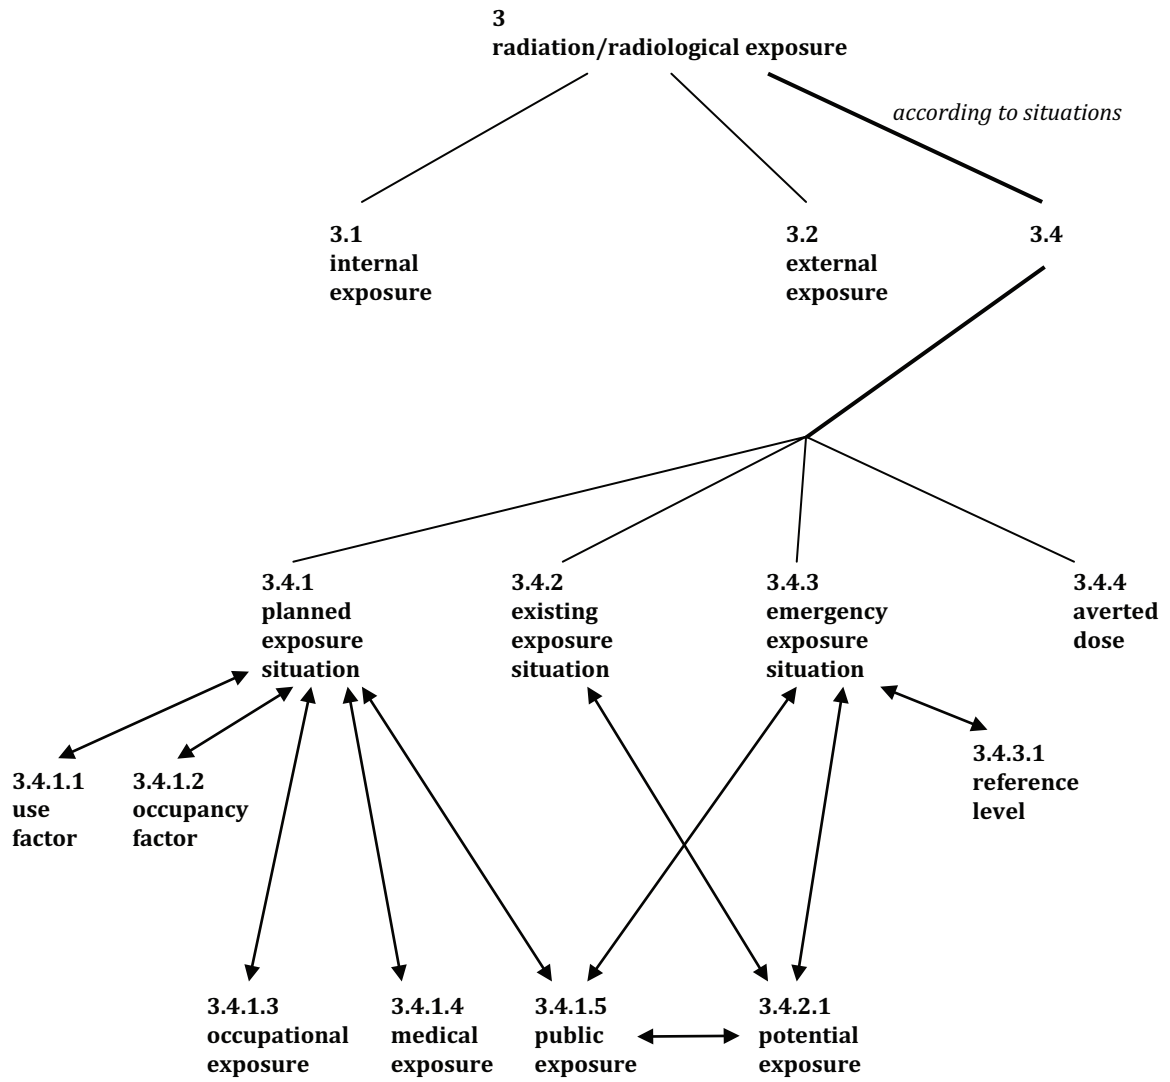 3
radiation/radiological exposure
according to situations
3.1
internal
exposure
3.2
external
exposure
3.4
3.4.1
planned
exposure
situation
3.4.2
existing
exposure
situation
3.4.3
emergency
exposure
situation
3.4.4
averted
dose
3.4.1.1
use
factor
3.4.1.2
occupancy
factor
3.4.3.1
reference
level
3.4.1.3
occupational
exposure
3.4.1.4
medical
exposure
3.4.1.5
public
exposure
3.4.2.1
potential
exposure